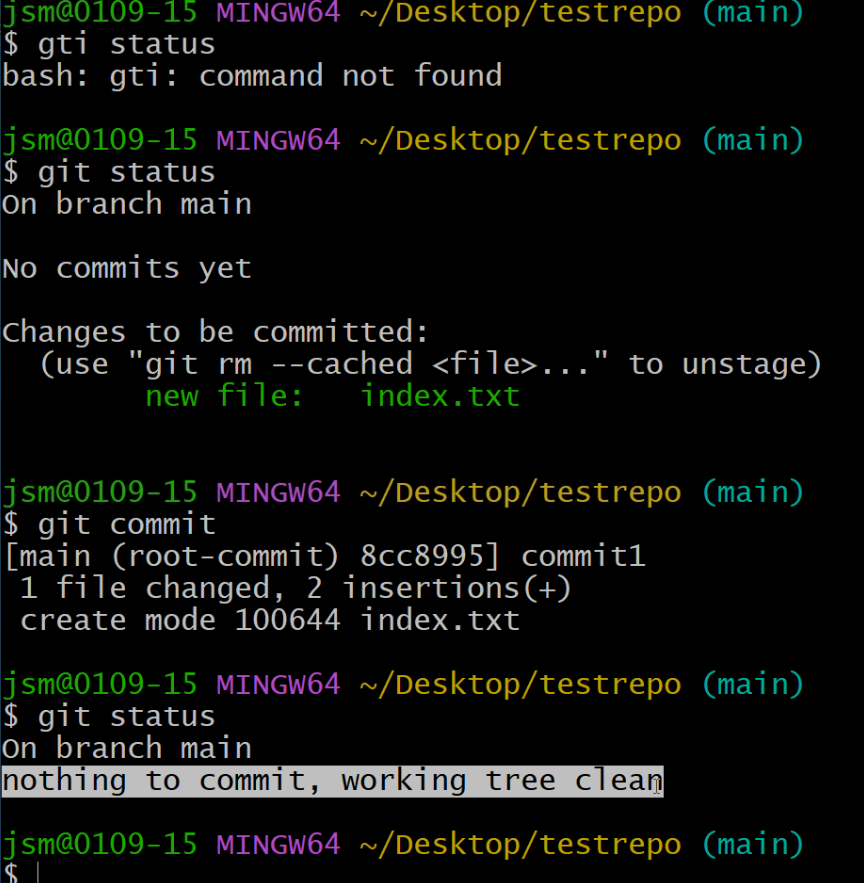 jsm@0109-15 MINGW64 ~/Desktop/testrepo (main)
$ gti status
bash: gti: command not found

jsm@0109-15 MINGW64 ~/Desktop/testrepo (main)
$ git status
On branch main

No commits yet

Changes to be committed:
  (use "git rm --cached <file>..." to unstage)
        new file:   index.txt


jsm@0109-15 MINGW64 ~/Desktop/testrepo (main)
$ git commit
[main (root-commit) 8cc8995] commit1
 1 file changed, 2 insertions(+)
 create mode 100644 index.txt

jsm@0109-15 MINGW64 ~/Desktop/testrepo (main)
$ git status
On branch main
nothing to commit, working tree clean

jsm@0109-15 MINGW64 ~/Desktop/testrepo (main)
$